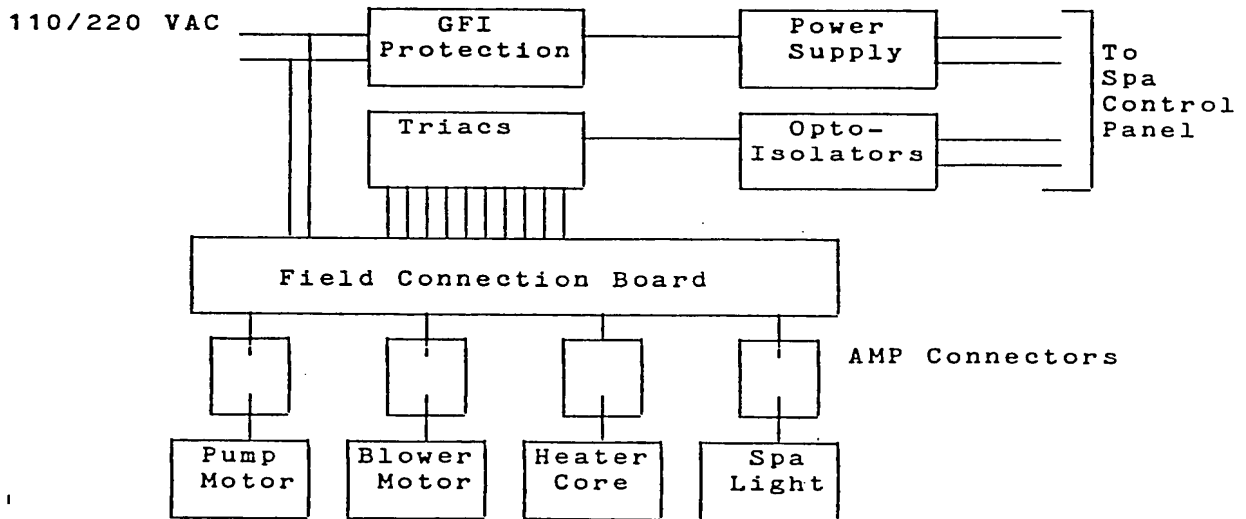 110/220 VAC
GFI
Protection
Power
Supply
To
Spa
Control
Panel
Triacs
Opto-
Isolators
Field Connection Board
AMP Connectors
Pump
Motor
Blower
Motor
Heater
Core
Spa
Light